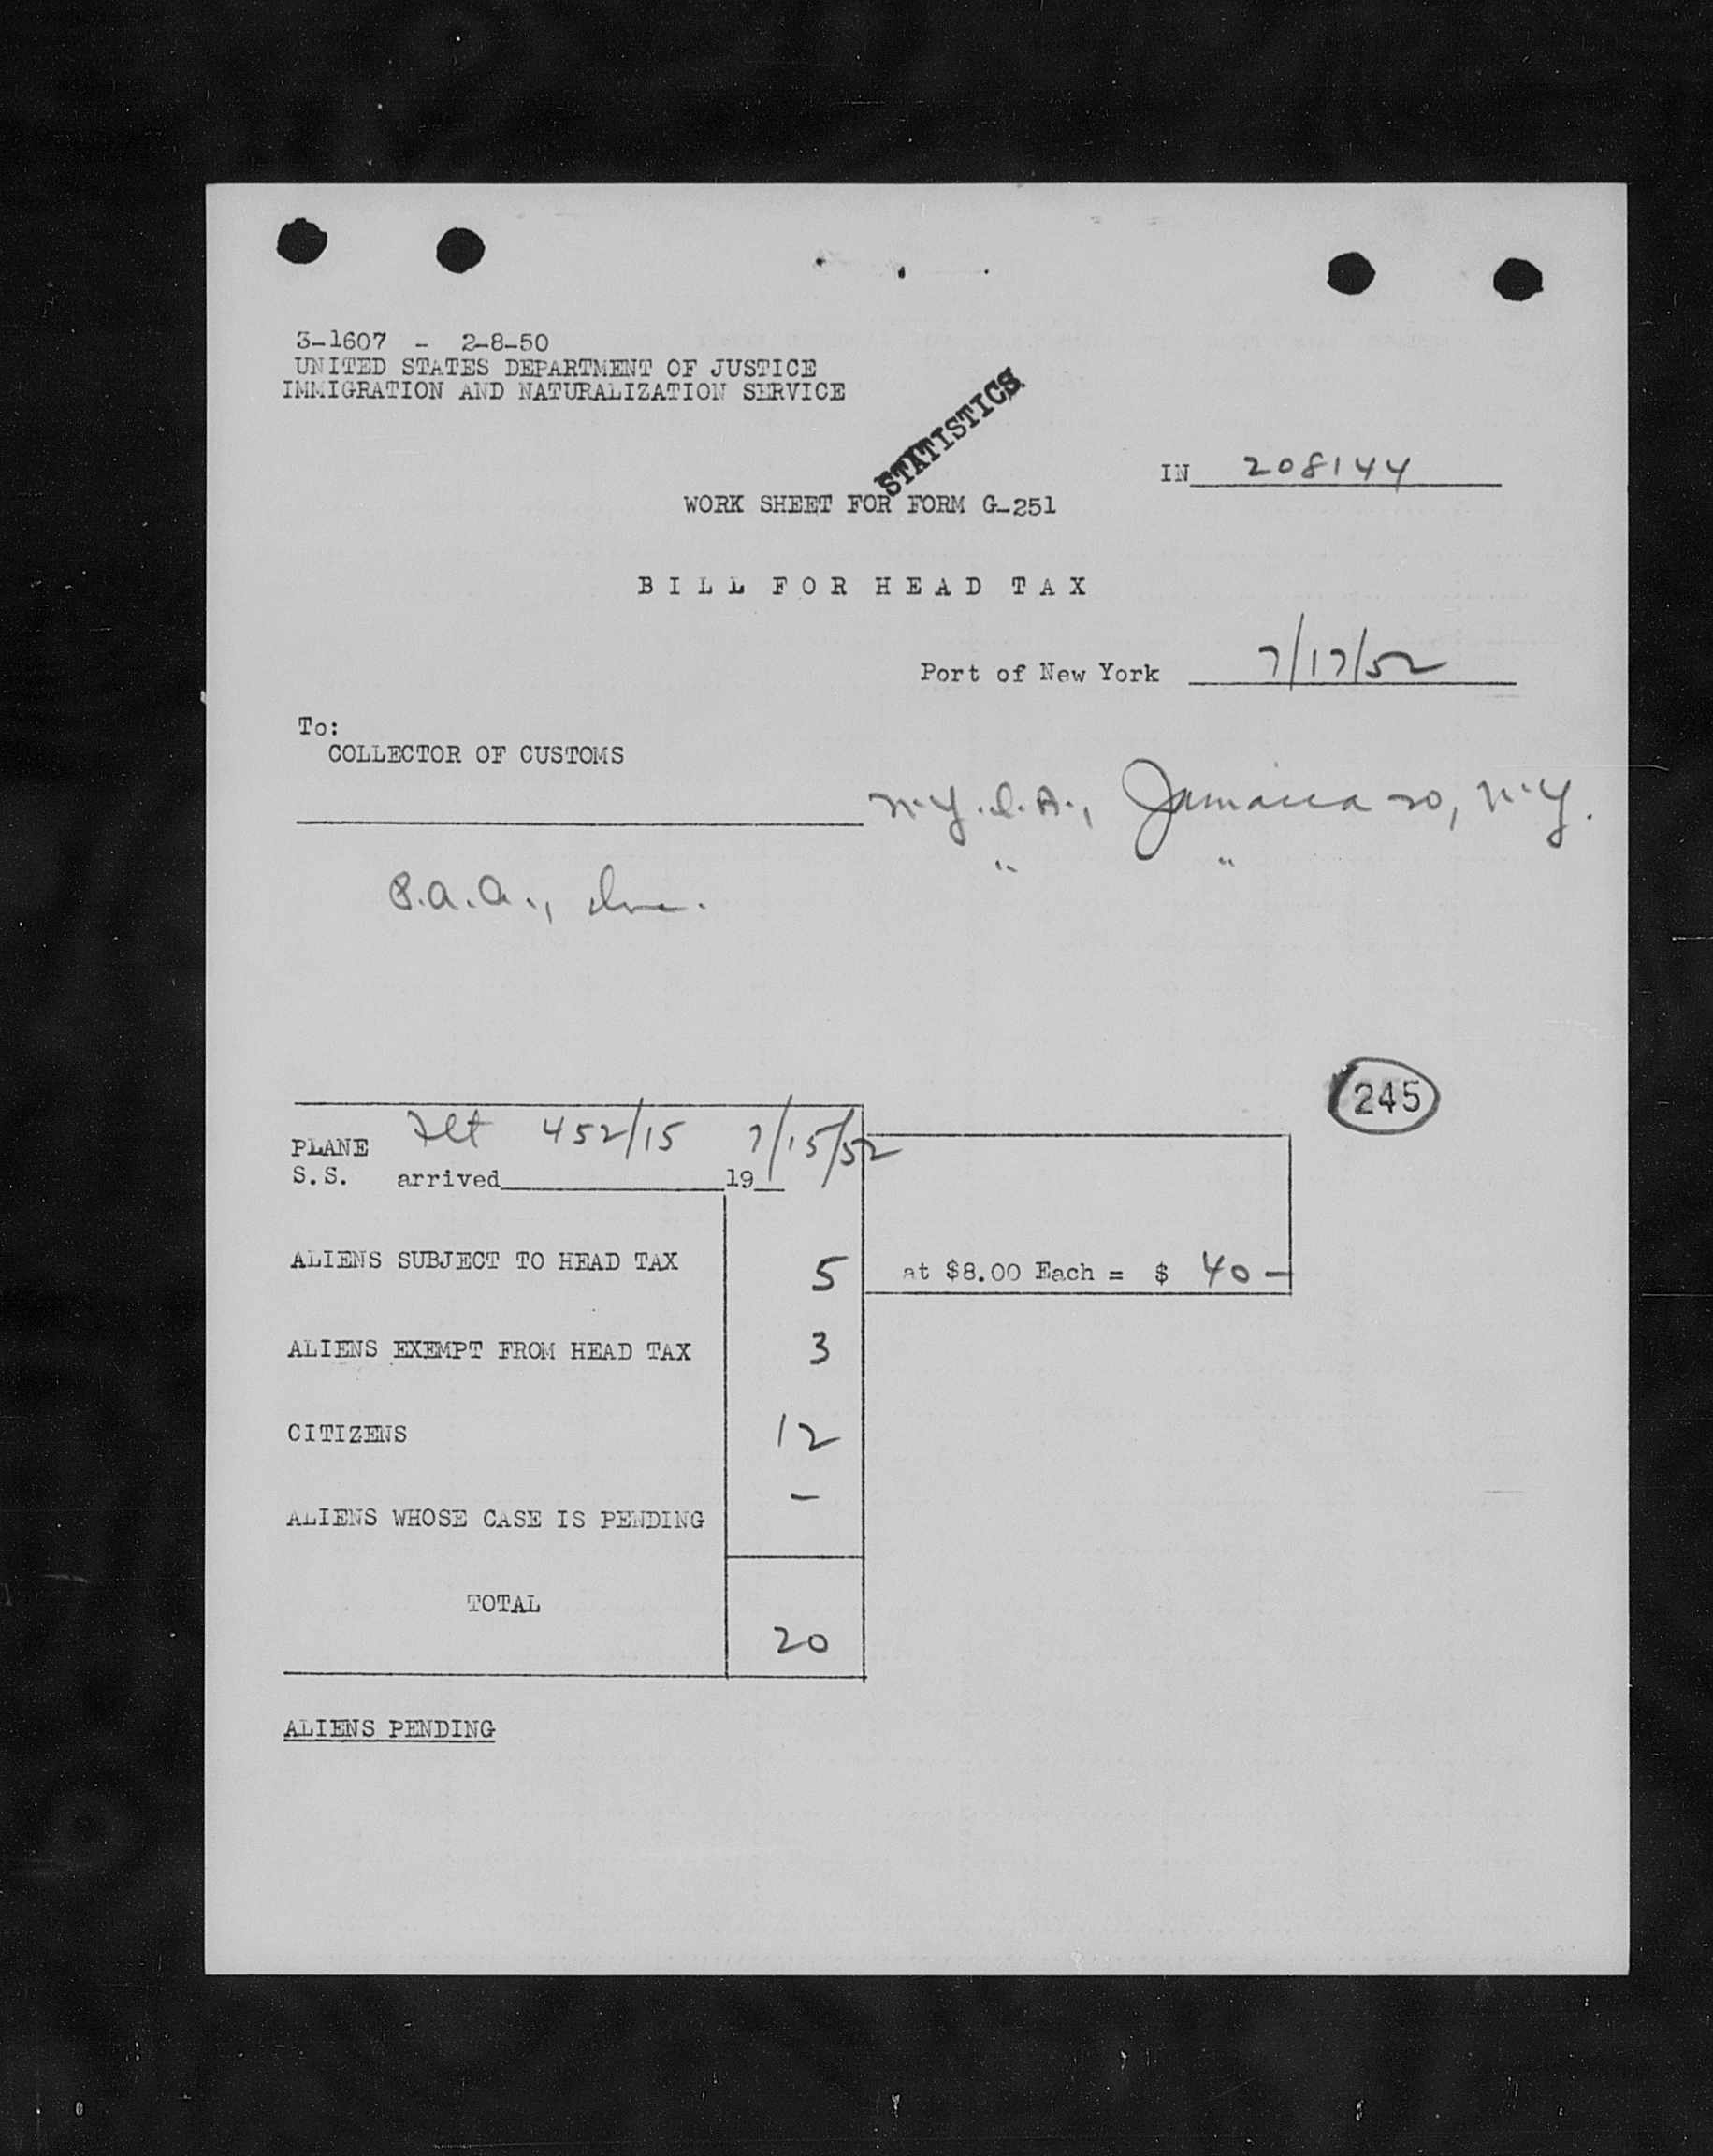 3-1607 - 2-8-50
UNITED STATES DEPARTMENT OF JUSTICE
IMMIGRATION AND NATURALIZATION SERVICE
STATISTICS
IN 208144
WORK SHEET FOR FORM G-251
BILL FOR HEAD TAX
Port of New York 7/17/52
To:
COLLECTOR OF CUSTOMS
N.Y.I.A., Jamaica 20, N.Y.
" "
P.A.A., Inc.
245
PLANE Flt 452/15 7/15/52
S.S. arrived 19
ALIENS SUBJECT TO HEAD TAX 5 at $8.00 Each = $ 40 -
ALIENS EXEMPT FROM HEAD TAX 3
CITIZENS 12
ALIENS WHOSE CASE IS PENDING -
TOTAL
20
ALIENS PENDING